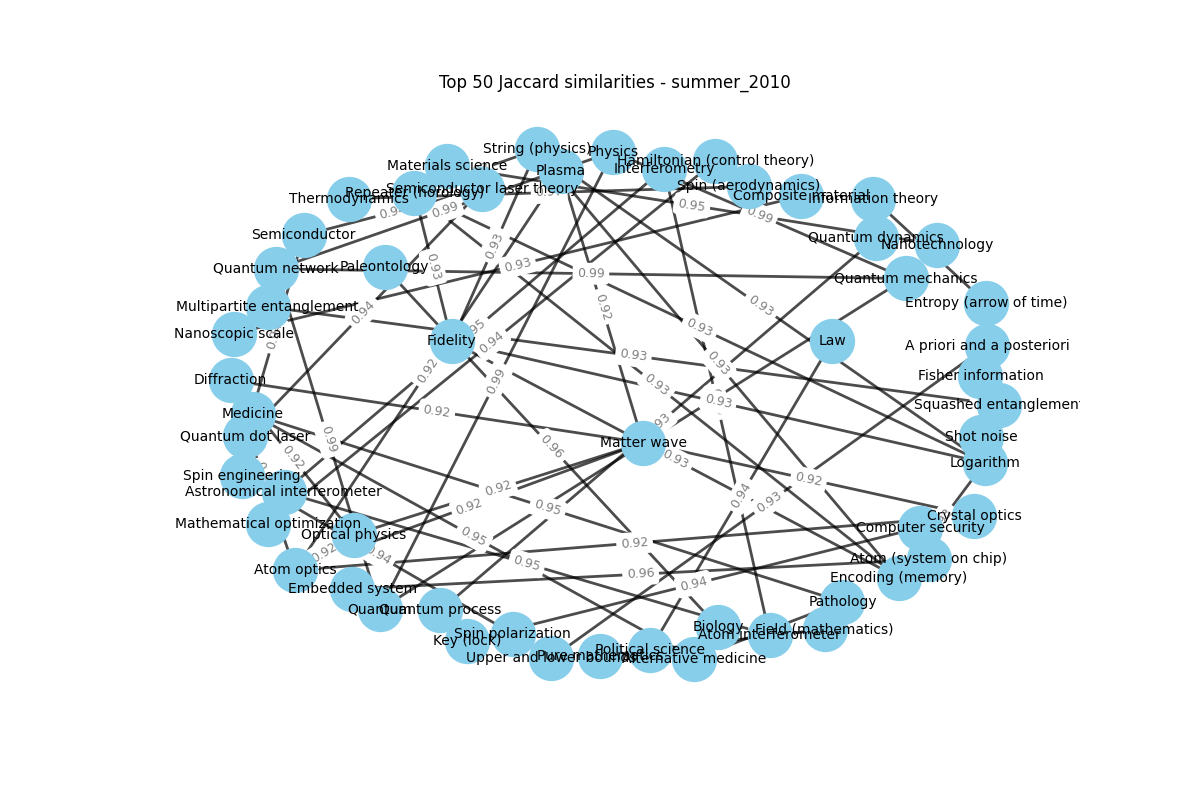 Top 50 Jaccard similarities - summer_2010
String (physics)
Physics
Plasma
Hamiltonian (control theory)
Materials science
Interferometry
Semiconductor laser theory
Spin (aerodynamics)
Repeater (horology)
Thermodynamics
Composite material
Information theory
Semiconductor
Quantum dynamics
Nanotechnology
Quantum network
Paleontology
Quantum mechanics
Multipartite entanglement
Entropy (arrow of time)
Nanoscopic scale
Fidelity
Law
A priori and a posteriori
Diffraction
Fisher information
Squashed entanglemen
Medicine
Quantum dot laser
Matter wave
Shot noise
Logarithm
Spin engineering
Astronomical interferometer
Mathematical optimization
Optical physics
Crystal optics
Computer security
Atom optics
Atom (system on chip)
Encoding (memory)
Embedded system
Quantum
Quantum process
Pathology
Spin polarization
Key (lock)
Biology
Field (mathematics)
Atom interferometer
Political science
Upper and lower bounds
Pure mathematics
Alternative medicine
0.99
0.95
0.99
0.93
0.93
0.93
0.99
0.94
0.92
0.93
0.93
0.95
0.94
0.93
0.93
0.92
0.99
0.93
0.93
0.92
0.99
0.96
0.93
0.92
0.92
0.92
0.92
0.95
0.94
0.93
0.95
0.92
0.92
0.94
0.95
0.96
0.94